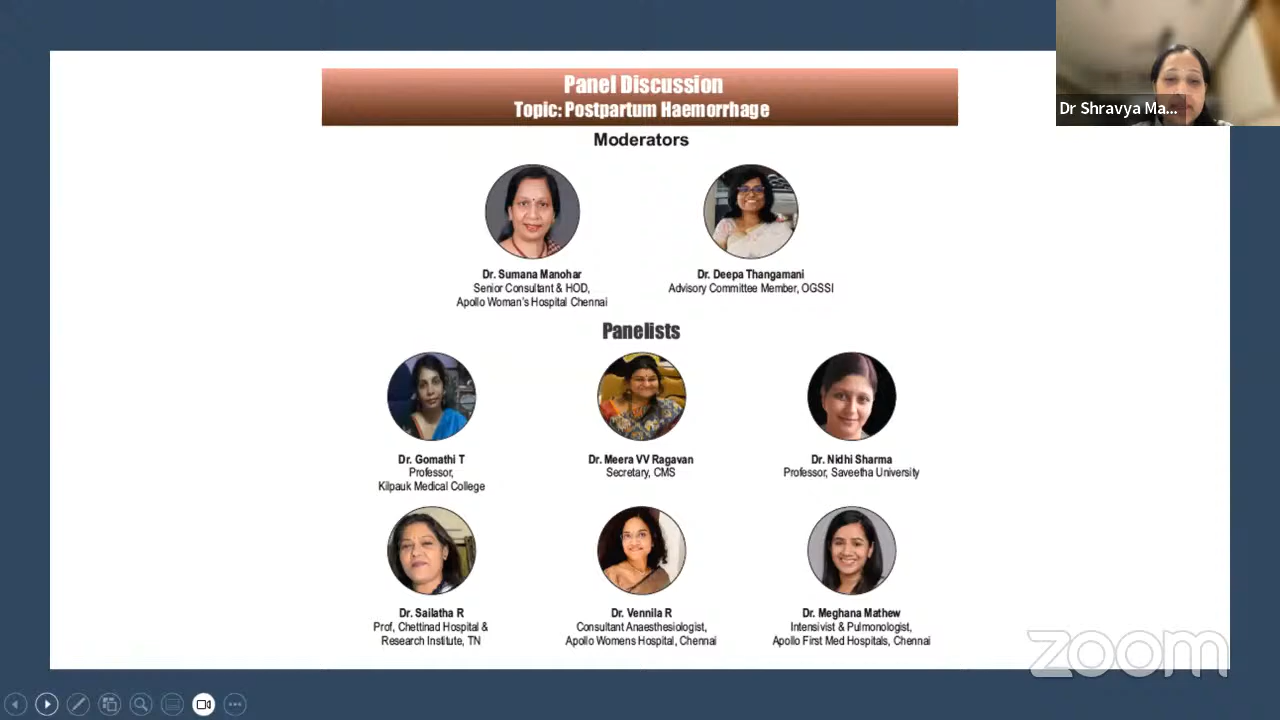 Panel Discussion
Topic: Postpartum Haemorrhage
Dr Shravya Ma...
Moderators
Dr. Sumana Manohar
Senior Consultant & HOD,
Apollo Woman's Hospital Chennai
Dr. Deepa Thangamani
Advisory Committee Member, OGSSI
Panelists
Dr. Gomathi T
Professor,
Kilpauk Medical College
Dr. Meera VV Ragavan
Secretary, CMS
Dr. Nidhi Sharma
Professor, Saveetha University
Dr. Sailatha R
Prof, Chettinad Hospital &
Research Institute, TN
Dr. Vennila R
Consultant Anaesthesiologist,
Apollo Womens Hospital, Chennai
Dr. Meghana Mathew
Intensivist & Pulmonologist,
Apollo First Med Hospitals, Chennai
zoom